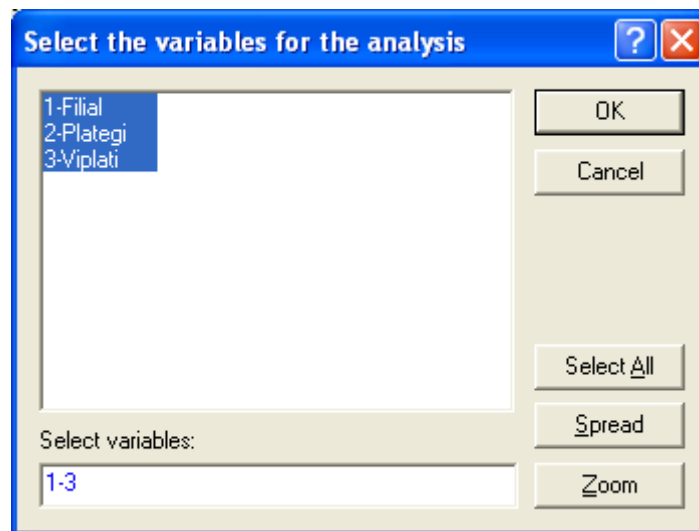 Select the variables for the analysis
?
1-Filial
2-Plategi
3-Viplati
OK
Cancel
Select All
Spread
Zoom
Select variables:
1-3